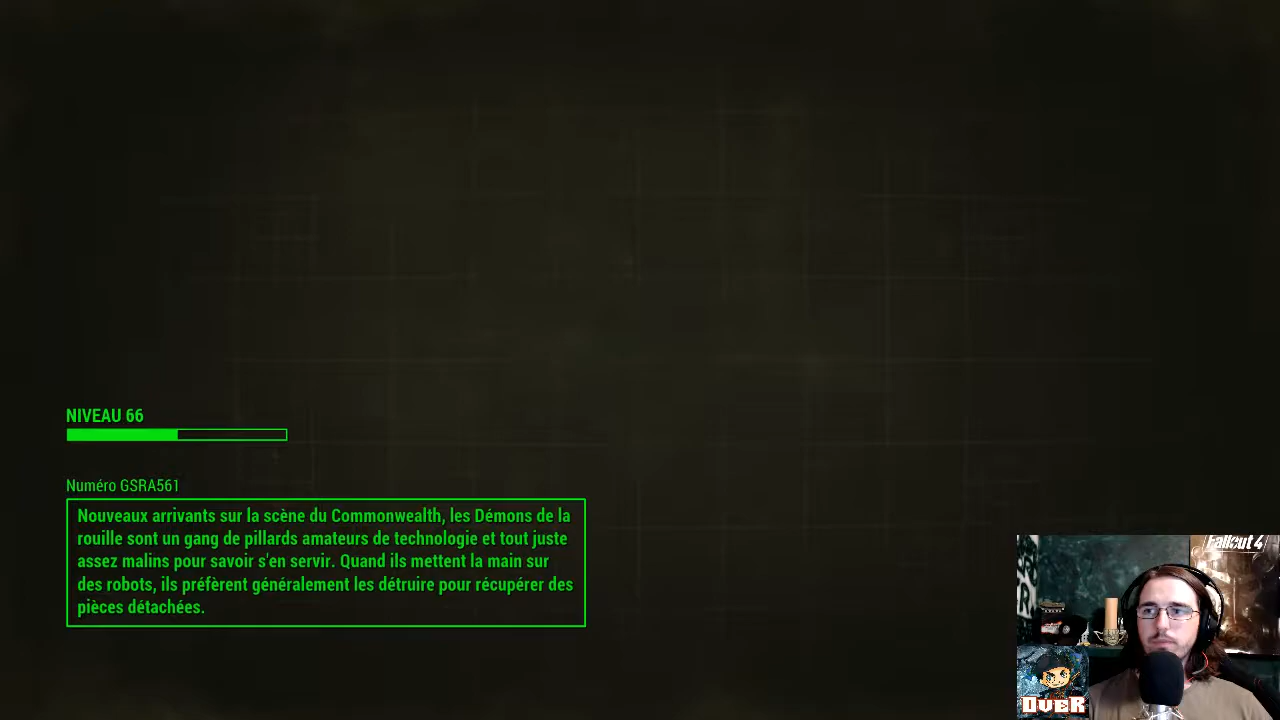 NIVEAU 66
Numéro GSRA561
Nouveaux arrivants sur la scène du Commonwealth, les Démons de la
rouille sont un gang de pillards amateurs de technologie et tout juste
assez malins pour savoir s'en servir. Quand ils mettent la main sur
des robots, ils préfèrent généralement les détruire pour récupérer des
pièces détachées.
Fallout 4
OveR